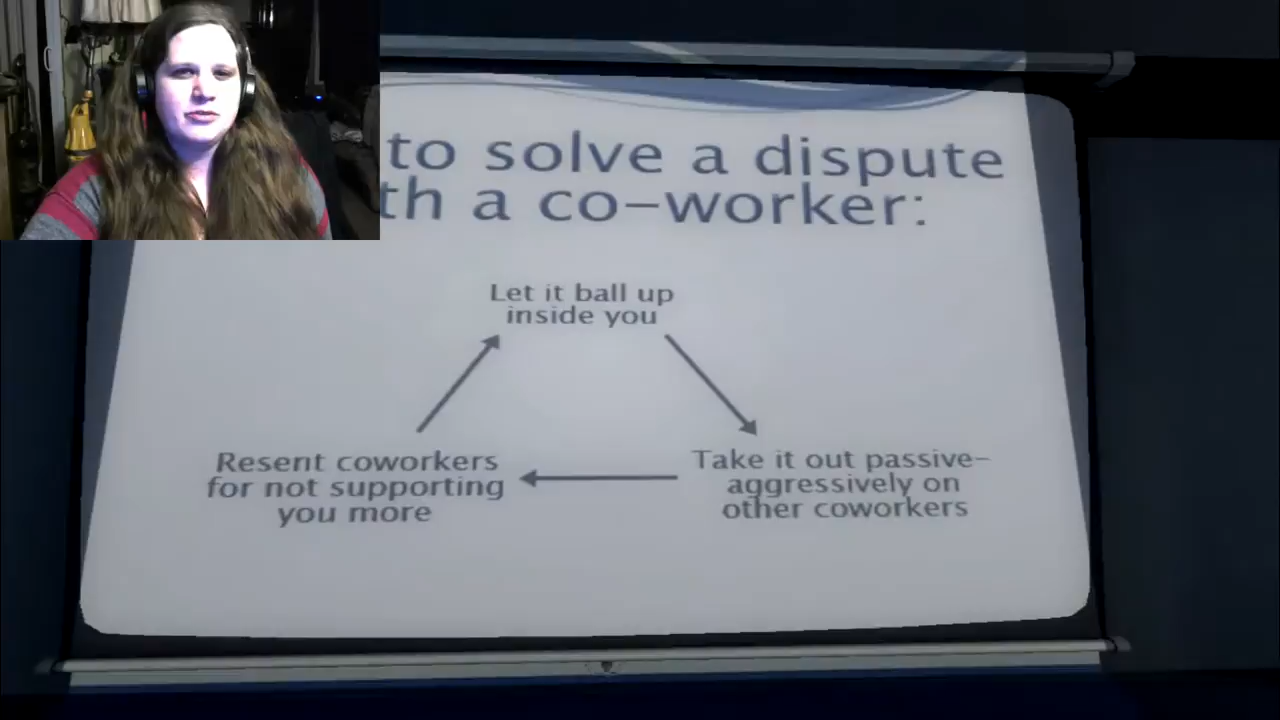 to solve a dispute
th a co-worker:
Let it ball up
inside you
Take it out passive-
aggressively on
other coworkers
Resent coworkers
for not supporting
you more